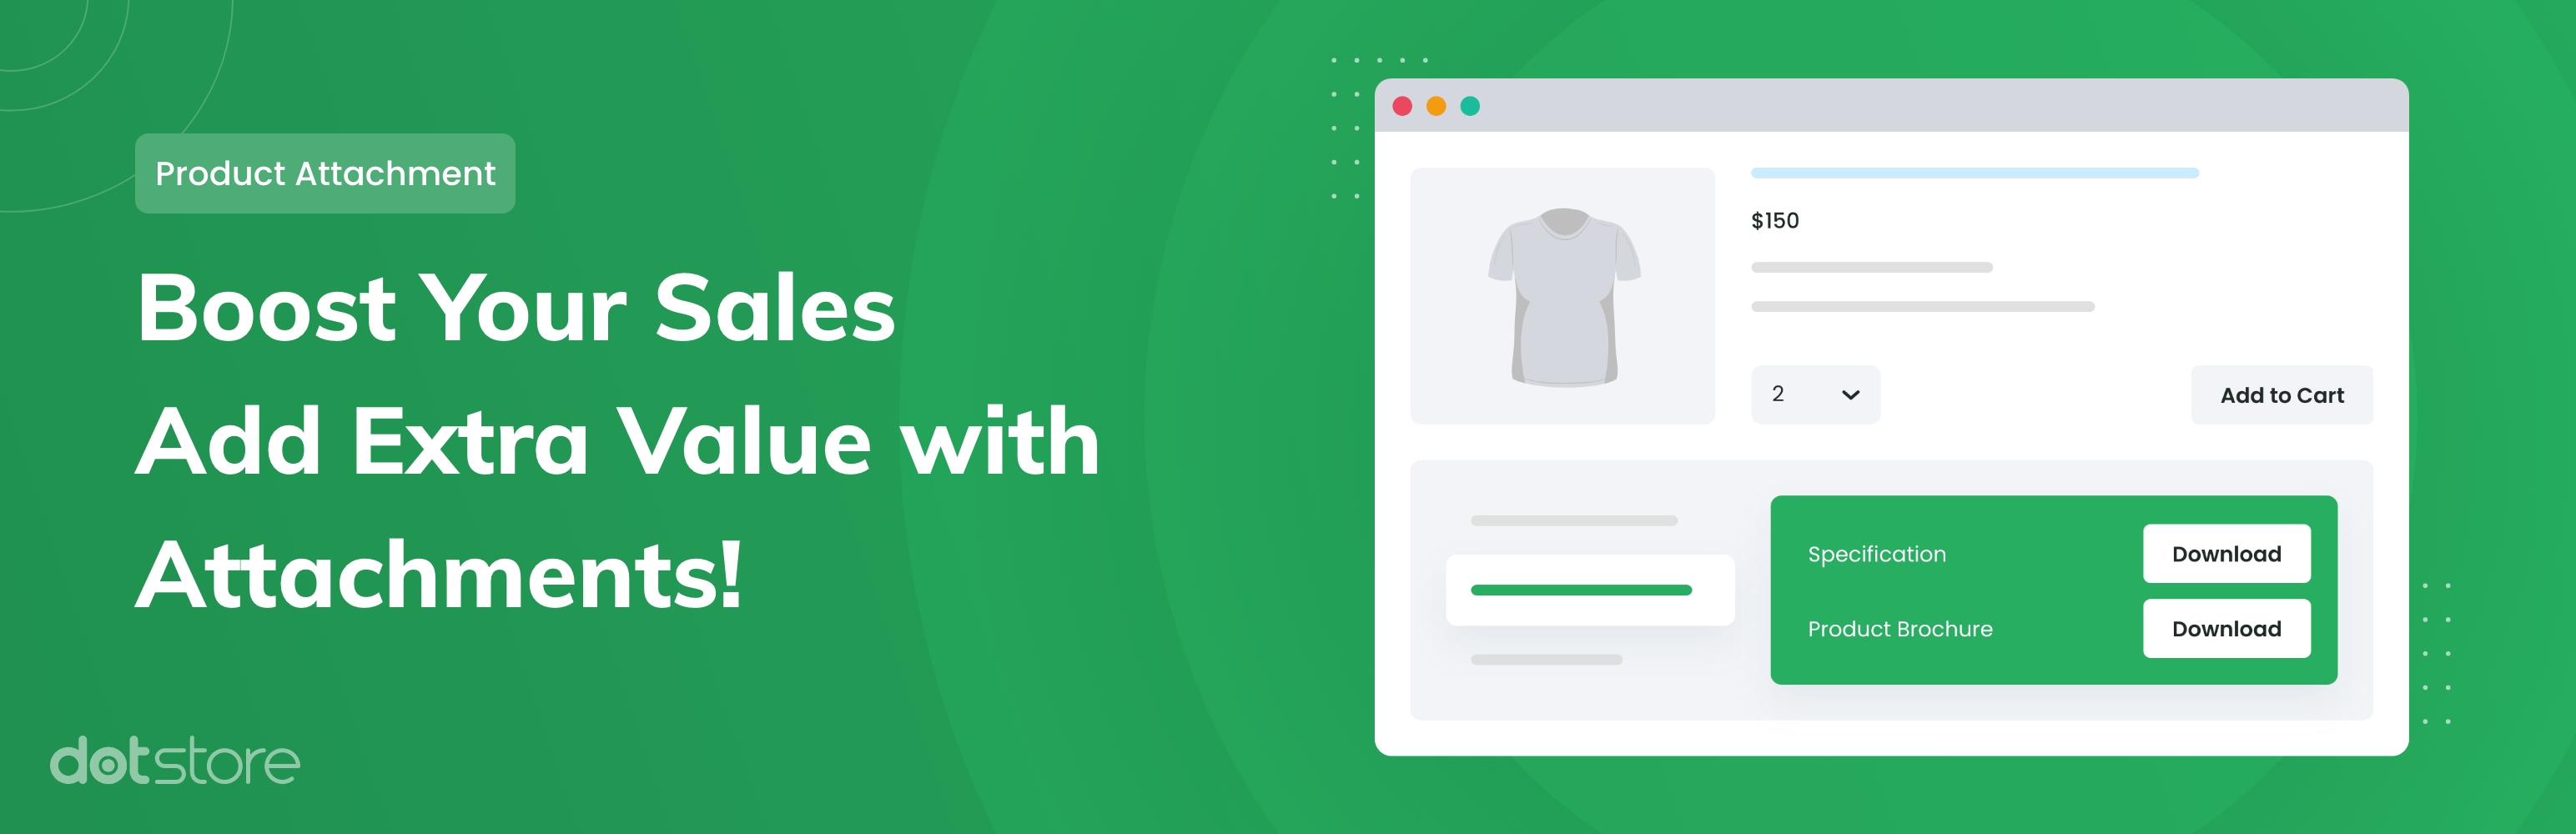 Product Attachment
Boost Your Sales
Add Extra Value with
Attachments!
dotstore
$150
2
Add to Cart
Specification
Download
Product Brochure
Download